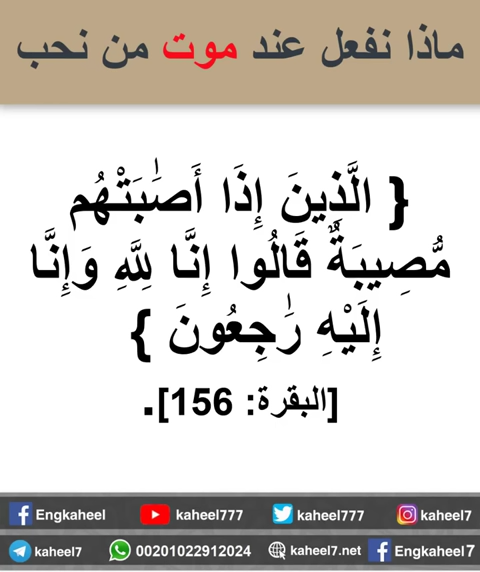 ماذا نفعل عند موت من نحب
{ الَّذِينَ إِذَا أَصَٰبَتْهُم
مُّصِيبَةٌ قَالُوا إِنَّا لِلَّهِ وَإِنَّا
إِلَيْهِ رَٰجِعُونَ }
[البقرة: 156].
Engkaheel kaheel777 kaheel777 kaheel7
kaheel7 00201022912024 kaheel7.net Engkaheel7